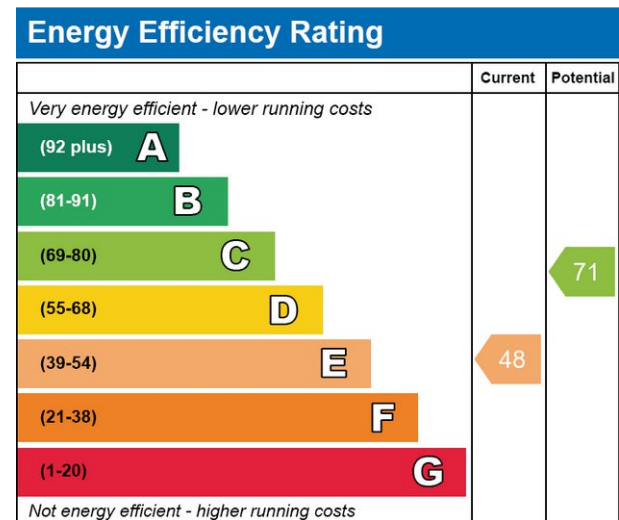 Energy Efficiency Rating
Current Potential
Very energy efficient - lower running costs
(92 plus) A
(81-91) B
(69-80) C
71
(55-68) D
(39-54) E
48
(21-38) F
(1-20) G
Not energy efficient - higher running costs